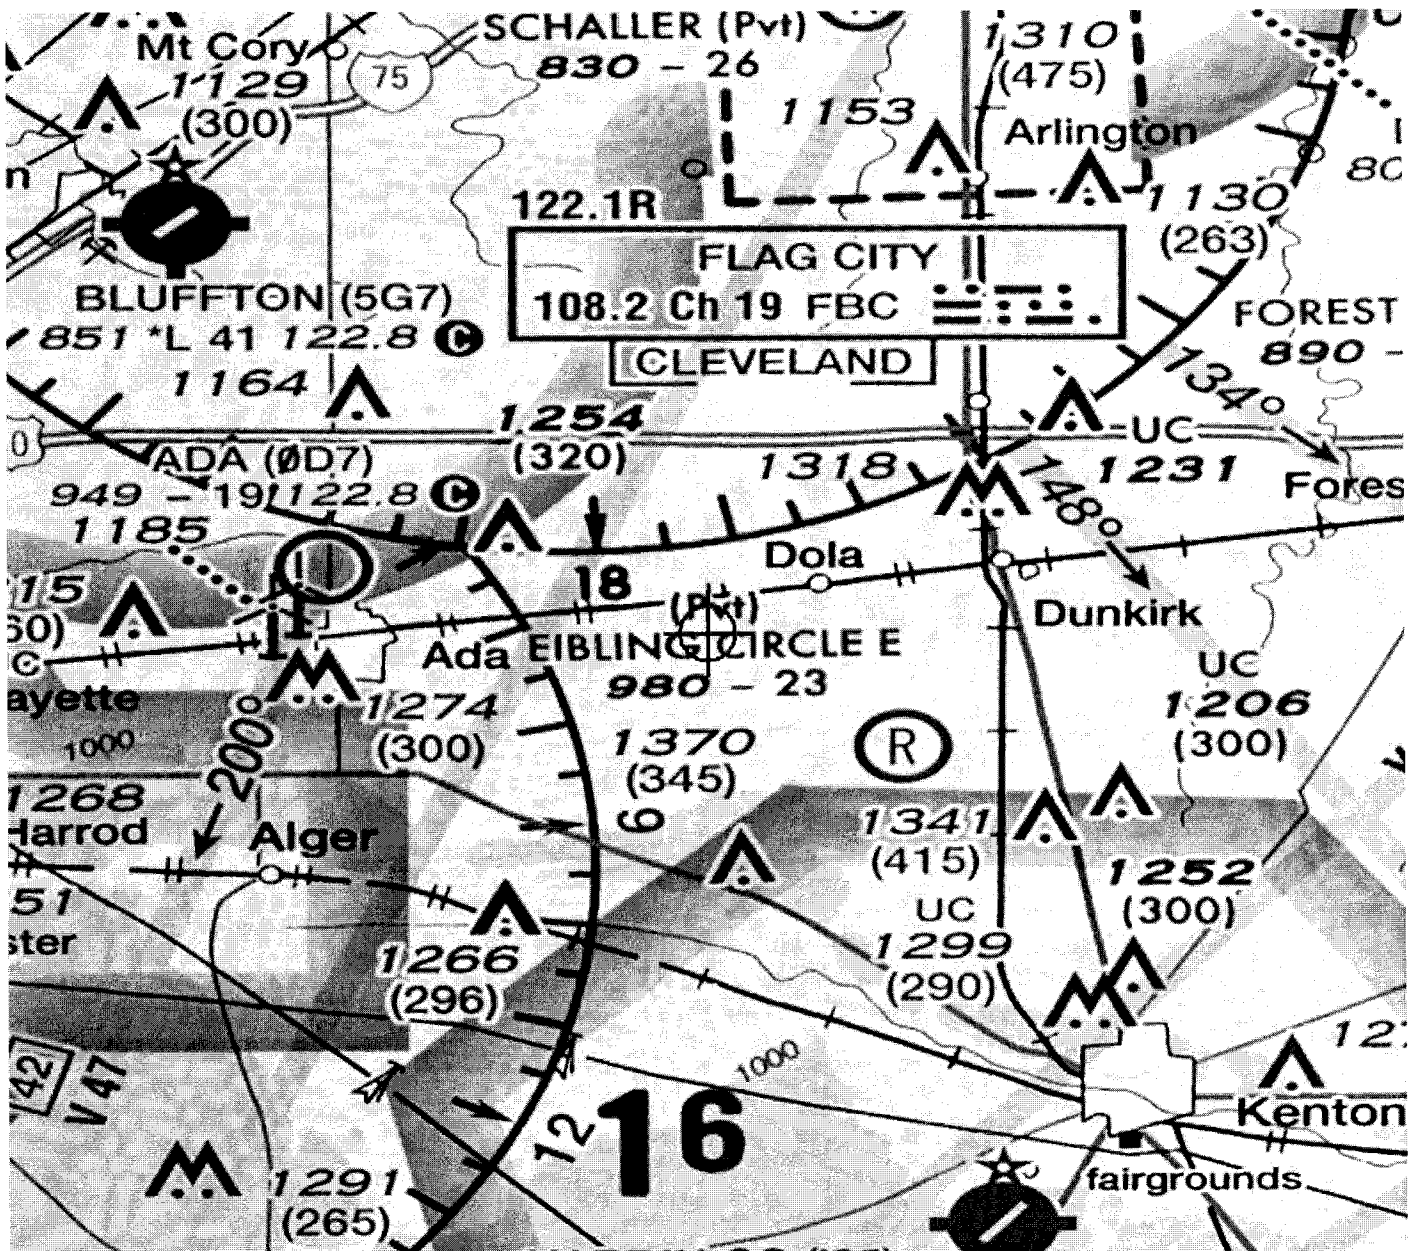 SCHALLER (Pvt)
830 - 26
Mt Cory
1129
(300)
75
1310
(475)
1153
Arlington
80
122.1R
1130
(263)
FLAG CITY
108.2 Ch 19 FBC
CLEVELAND
BLUFFTON (5G7)
851 *L 41 122.8 C
FOREST
890 -
1164
134°
1254
(320)
UC
1231
ADA (ØD7)
949 - 19 122.8 C
1318
148°
1185
Dola
18
(Pvt)
Dunkirk
Ada
EIBLING CIRCLE E
980 - 23
UC
1206
(300)
1274
(300)
1000
200°
1370
(345)
R
6
1268
Harrod
Alger
1341
(415)
1252
(300)
UC
1299
(290)
1266
(296)
1000
V 47
12
16
Kenton
fairgrounds
1291
(265)